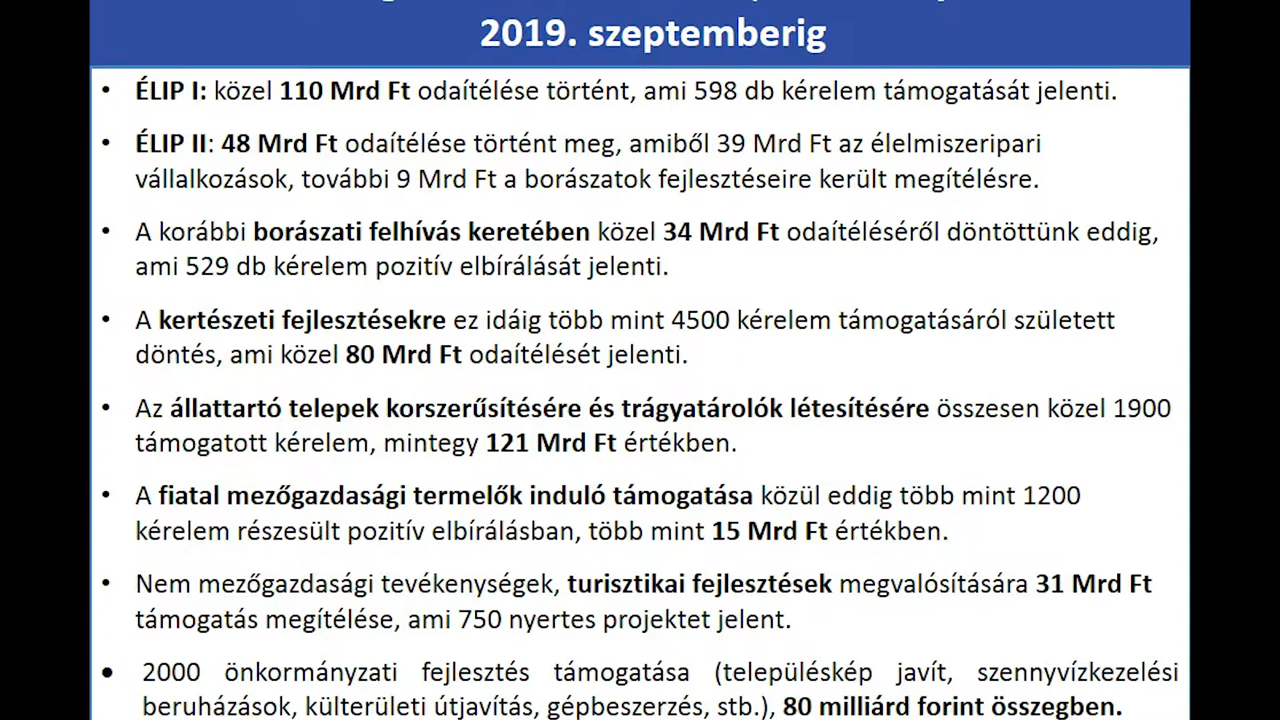 2019. szeptemberig
• ÉLIP I: közel 110 Mrd Ft odaítélése történt, ami 598 db kérelem támogatását jelenti.
• ÉLIP II: 48 Mrd Ft odaítélése történt meg, amiből 39 Mrd Ft az élelmiszeripari
vállalkozások, további 9 Mrd Ft a borászatok fejlesztéseire került megítélésre.
• A korábbi borászati felhívás keretében közel 34 Mrd Ft odaítéléséről döntöttünk eddig,
ami 529 db kérelem pozitív elbírálását jelenti.
• A kertészeti fejlesztésekre ez idáig több mint 4500 kérelem támogatásáról született
döntés, ami közel 80 Mrd Ft odaítélését jelenti.
• Az állattartó telepek korszerűsítésére és trágyatárolók létesítésére összesen közel 1900
támogatott kérelem, mintegy 121 Mrd Ft értékben.
• A fiatal mezőgazdasági termelők induló támogatása közül eddig több mint 1200
kérelem részesült pozitív elbírálásban, több mint 15 Mrd Ft értékben.
• Nem mezőgazdasági tevékenységek, turisztikai fejlesztések megvalósítására 31 Mrd Ft
támogatás megítélése, ami 750 nyertes projektet jelent.
• 2000 önkormányzati fejlesztés támogatása (településkép javít, szennyvízkezelési
beruházások, külterületi útjavítás, gépbeszerzés, stb.), 80 milliárd forint összegben.